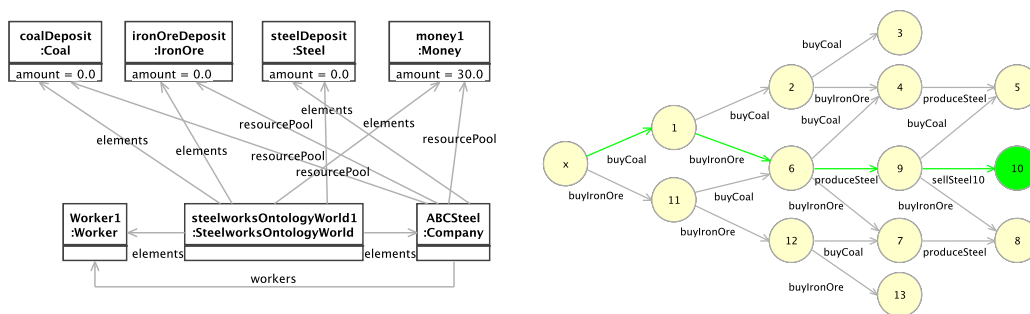 coalDeposit
:Coal
amount = 0.0
ironOreDeposit
:IronOre
amount = 0.0
steelDeposit
:Steel
amount = 0.0
money1
:Money
amount = 30.0
elements
elements
elements
elements
resourcePool
resourcePool
resourcePool
resourcePool
Worker1
:Worker
steelworksOntologyWorld1
:SteelworksOntologyWorld
ABCSteel
:Company
elements
elements
workers
x
1
2
3
4
5
6
7
8
9
10
11
12
13
buyCoal
buyIronOre
buyCoal
buyIronOre
buyCoal
buyIronOre
produceSteel
buyCoal
produceSteel
buyIronOre
buyCoal
sellSteel10
buyIronOre
buyCoal
buyIronOre
buyCoal
produceSteel
buyIronOre